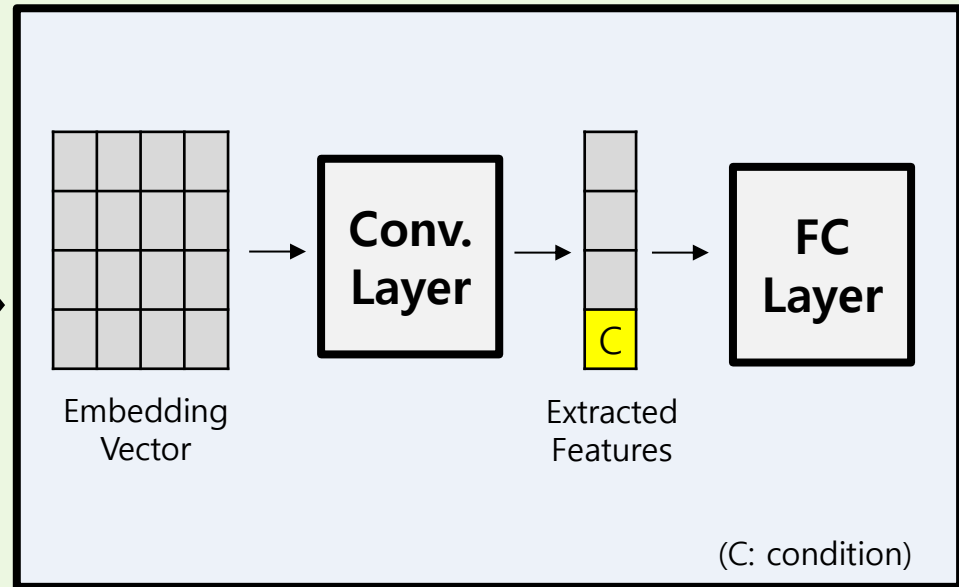 Conv.
Layer
FC
Layer
C
Embedding
Vector
Extracted
Features
(C: condition)